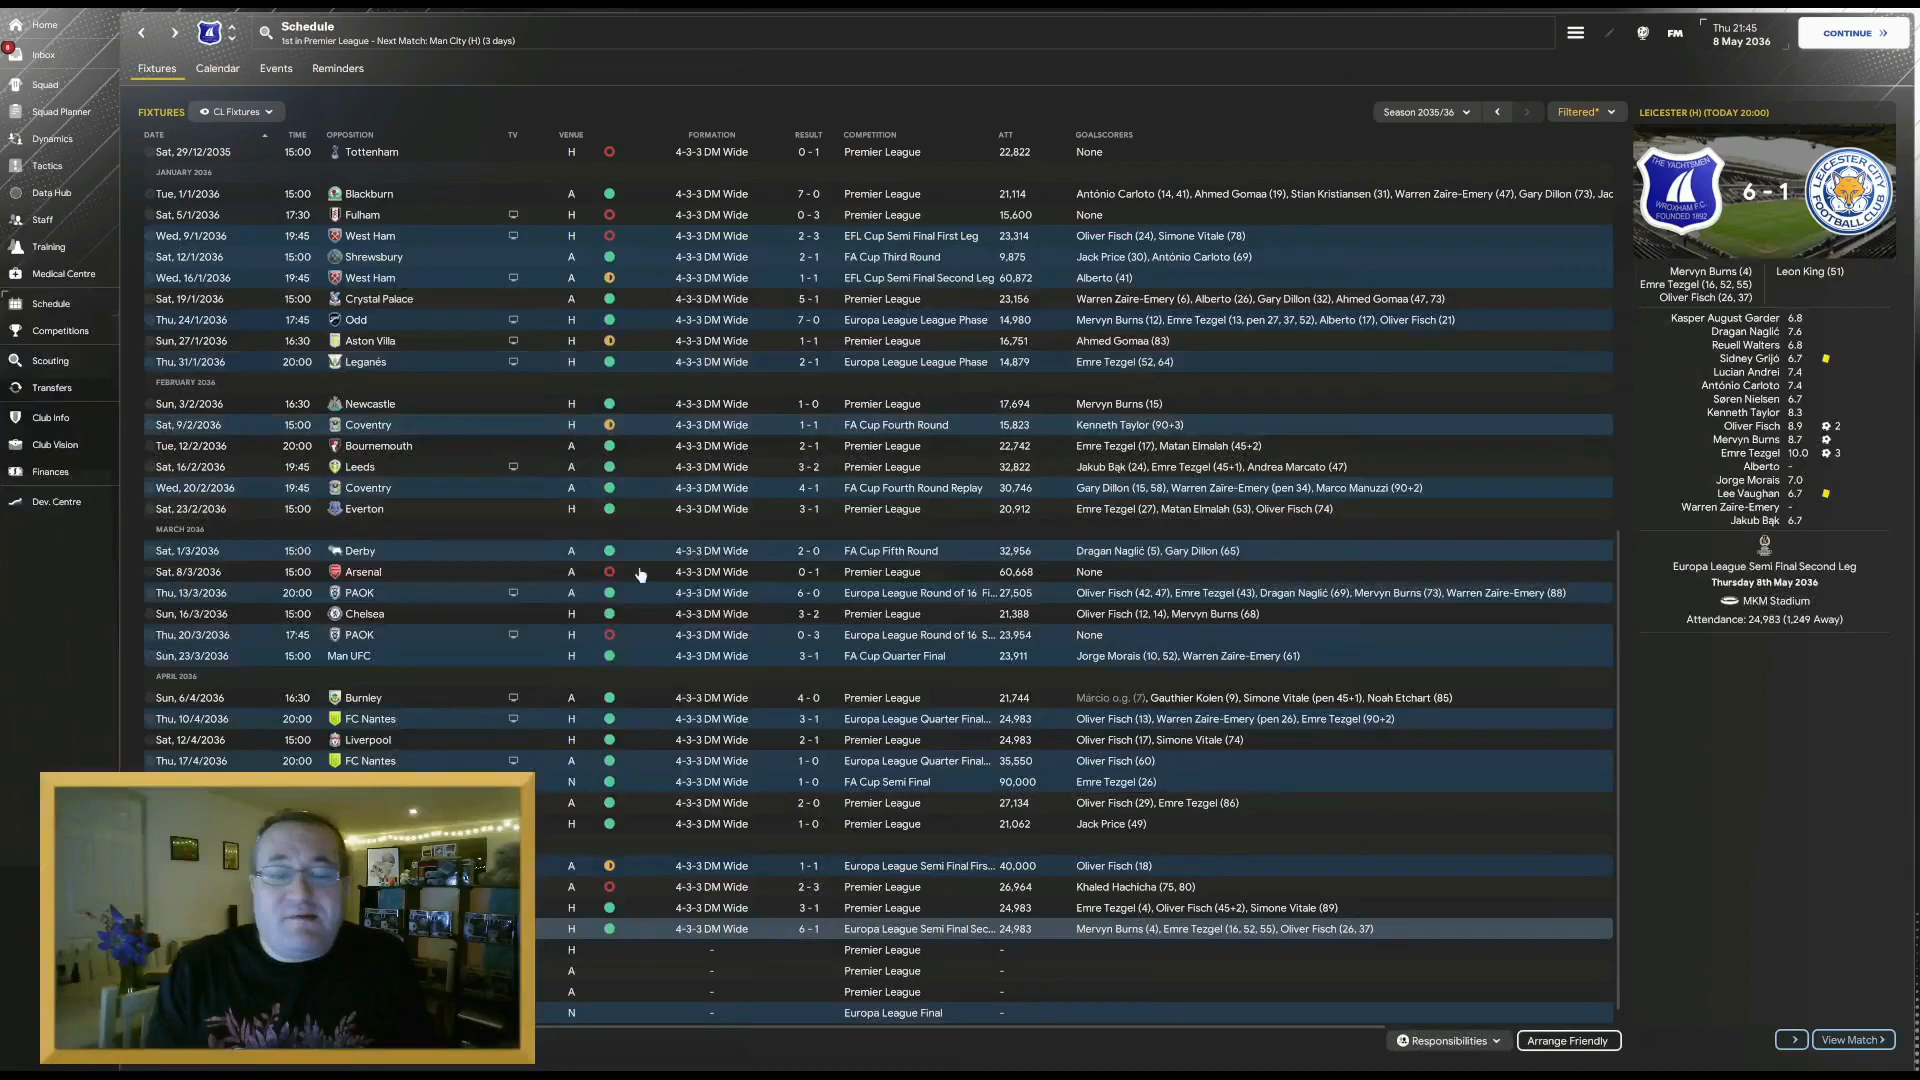 Home
8
Inbox
Squad
Squad Planner
Dynamics
Tactics
Data Hub
Staff
Training
Medical Centre
Schedule
Competitions
Scouting
Transfers
Club Info
Club Vision
Finances
Dev. Centre
Schedule
1st in Premier League - Next Match: Man City (H) (3 days)
FM
Thu 21:45
8 May 2036
CONTINUE
Fixtures Calendar Events Reminders
FIXTURES CL Fixtures Season 2035/36 Filtered*
DATE TIME OPPOSITION TV VENUE FORMATION RESULT COMPETITION ATT GOALSCORERS
Sat, 29/12/2035 15:00 Tottenham H 4-3-3 DM Wide 0 - 1 Premier League 22,822 None
JANUARY 2036
Tue, 1/1/2036 15:00 Blackburn A 4-3-3 DM Wide 7 - 0 Premier League 21,114 António Carloto (14, 41), Ahmed Gomaa (19), Stian Kristiansen (31), Warren Zaïre-Emery (47), Gary Dillon (73), Jac
Sat, 5/1/2036 17:30 Fulham H 4-3-3 DM Wide 0 - 3 Premier League 15,600 None
Wed, 9/1/2036 19:45 West Ham H 4-3-3 DM Wide 2 - 3 EFL Cup Semi Final First Leg 23,314 Oliver Fisch (24), Simone Vitale (78)
Sat, 12/1/2036 15:00 Shrewsbury A 4-3-3 DM Wide 2 - 1 FA Cup Third Round 9,875 Jack Price (30), António Carloto (69)
Wed, 16/1/2036 19:45 West Ham A 4-3-3 DM Wide 1 - 1 EFL Cup Semi Final Second Leg 60,872 Alberto (41)
Sat, 19/1/2036 15:00 Crystal Palace A 4-3-3 DM Wide 5 - 1 Premier League 23,156 Warren Zaïre-Emery (6), Alberto (26), Gary Dillon (32), Ahmed Gomaa (47, 73)
Thu, 24/1/2036 17:45 Odd H 4-3-3 DM Wide 7 - 0 Europa League League Phase 14,980 Mervyn Burns (12), Emre Tezgel (13, pen 27, 37, 52), Alberto (17), Oliver Fisch (21)
Sun, 27/1/2036 16:30 Aston Villa H 4-3-3 DM Wide 1 - 1 Premier League 16,751 Ahmed Gomaa (83)
Thu, 31/1/2036 20:00 Leganés H 4-3-3 DM Wide 2 - 1 Europa League League Phase 14,879 Emre Tezgel (52, 64)
FEBRUARY 2036
Sun, 3/2/2036 16:30 Newcastle H 4-3-3 DM Wide 1 - 0 Premier League 17,694 Mervyn Burns (15)
Sat, 9/2/2036 15:00 Coventry H 4-3-3 DM Wide 1 - 1 FA Cup Fourth Round 15,823 Kenneth Taylor (90+3)
Tue, 12/2/2036 20:00 Bournemouth A 4-3-3 DM Wide 2 - 1 Premier League 22,742 Emre Tezgel (17), Matan Elmalah (45+2)
Sat, 16/2/2036 19:45 Leeds A 4-3-3 DM Wide 3 - 2 Premier League 32,822 Jakub Bąk (24), Emre Tezgel (45+1), Andrea Marcato (47)
Wed, 20/2/2036 19:45 Coventry A 4-3-3 DM Wide 4 - 1 FA Cup Fourth Round Replay 30,746 Gary Dillon (15, 58), Warren Zaïre-Emery (pen 34), Marco Manuzzi (90+2)
Sat, 23/2/2036 15:00 Everton H 4-3-3 DM Wide 3 - 1 Premier League 20,912 Emre Tezgel (27), Matan Elmalah (53), Oliver Fisch (74)
MARCH 2036
Sat, 1/3/2036 15:00 Derby A 4-3-3 DM Wide 2 - 0 FA Cup Fifth Round 32,956 Dragan Naglić (5), Gary Dillon (65)
Sat, 8/3/2036 15:00 Arsenal A 4-3-3 DM Wide 0 - 1 Premier League 60,668 None
Thu, 13/3/2036 20:00 PAOK A 4-3-3 DM Wide 6 - 0 Europa League Round of 16 Fi... 27,505 Oliver Fisch (42, 47), Emre Tezgel (43), Dragan Naglić (69), Mervyn Burns (73), Warren Zaïre-Emery (88)
Sun, 16/3/2036 15:00 Chelsea H 4-3-3 DM Wide 3 - 2 Premier League 21,388 Oliver Fisch (12, 14), Mervyn Burns (68)
Thu, 20/3/2036 17:45 PAOK H 4-3-3 DM Wide 0 - 3 Europa League Round of 16 S... 23,954 None
Sun, 23/3/2036 15:00 Man UFC H 4-3-3 DM Wide 3 - 1 FA Cup Quarter Final 23,911 Jorge Morais (10, 52), Warren Zaïre-Emery (61)
APRIL 2036
Sun, 6/4/2036 16:30 Burnley A 4-3-3 DM Wide 4 - 0 Premier League 21,744 Márcio o.g. (7), Gauthier Kolen (9), Simone Vitale (pen 45+1), Noah Etchart (85)
Thu, 10/4/2036 20:00 FC Nantes H 4-3-3 DM Wide 3 - 1 Europa League Quarter Final... 24,983 Oliver Fisch (13), Warren Zaïre-Emery (pen 26), Emre Tezgel (90+2)
Sat, 12/4/2036 15:00 Liverpool H 4-3-3 DM Wide 2 - 1 Premier League 24,983 Oliver Fisch (17), Simone Vitale (74)
Thu, 17/4/2036 20:00 FC Nantes A 4-3-3 DM Wide 1 - 0 Europa League Quarter Final... 35,550 Oliver Fisch (60)
N 4-3-3 DM Wide 1 - 0 FA Cup Semi Final 90,000 Emre Tezgel (26)
A 4-3-3 DM Wide 2 - 0 Premier League 27,134 Oliver Fisch (29), Emre Tezgel (86)
H 4-3-3 DM Wide 1 - 0 Premier League 21,062 Jack Price (49)
A 4-3-3 DM Wide 1 - 1 Europa League Semi Final Firs... 40,000 Oliver Fisch (18)
A 4-3-3 DM Wide 2 - 3 Premier League 26,964 Khaled Hachicha (75, 80)
H 4-3-3 DM Wide 3 - 1 Premier League 24,983 Emre Tezgel (4), Oliver Fisch (45+2), Simone Vitale (89)
H 4-3-3 DM Wide 6 - 1 Europa League Semi Final Sec... 24,983 Mervyn Burns (4), Emre Tezgel (16, 52, 55), Oliver Fisch (26, 37)
H - - Premier League -
A - - Premier League -
A - - Premier League -
N - - Europa League Final -
Responsibilities Arrange Friendly
LEICESTER (H) (TODAY 20:00)
THE YACHTSMEN
WROXHAM F.C.
FOUNDED 1892
6 - 1
LEICESTER CITY
FOOTBALL CLUB
Mervyn Burns (4) Leon King (51)
Emre Tezgel (16, 52, 55)
Oliver Fisch (26, 37)
Kasper August Garder 6.8
Dragan Naglić 7.6
Reuell Walters 6.8
Sidney Grijó 6.7
Lucian Andrei 7.4
António Carloto 7.4
Søren Nielsen 6.7
Kenneth Taylor 8.3
Oliver Fisch 8.9 2
Mervyn Burns 8.7
Emre Tezgel 10.0 3
Alberto -
Jorge Morais 7.0
Lee Vaughan 6.7
Warren Zaïre-Emery -
Jakub Bąk 6.7
Europa League Semi Final Second Leg
Thursday 8th May 2036
MKM Stadium
Attendance: 24,983 (1,249 Away)
View Match